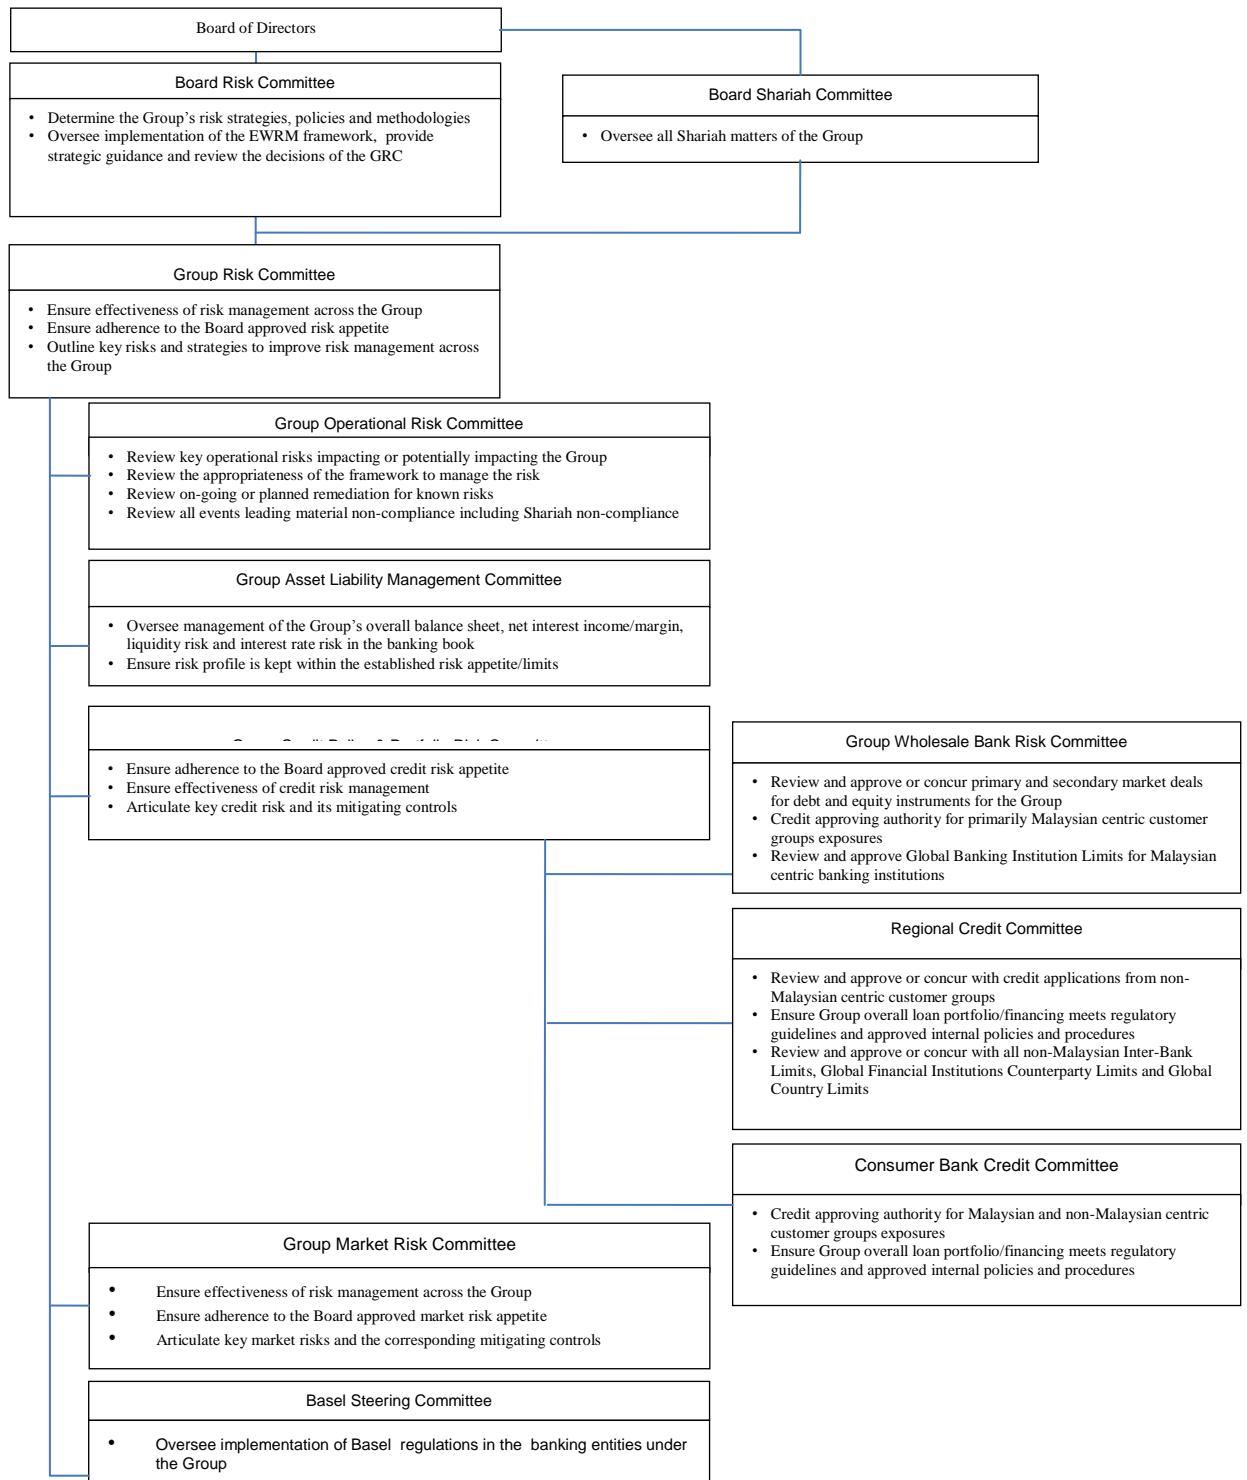 Board of Directors
Board Risk Committee
• Determine the Group's risk strategies, policies and methodologies
• Oversee implementation of the EWRM framework, provide
strategic guidance and review the decisions of the GRC
Board Shariah Committee
• Oversee all Shariah matters of the Group
Group Risk Committee
• Ensure effectiveness of risk management across the Group
• Ensure adherence to the Board approved risk appetite
• Outline key risks and strategies to improve risk management across
the Group
Group Operational Risk Committee
• Review key operational risks impacting or potentially impacting the Group
• Review the appropriateness of the framework to manage the risk
• Review on-going or planned remediation for known risks
• Review all events leading material non-compliance including Shariah non-compliance
Group Asset Liability Management Committee
• Oversee management of the Group's overall balance sheet, net interest income/margin,
liquidity risk and interest rate risk in the banking book
• Ensure risk profile is kept within the established risk appetite/limits
• Ensure adherence to the Board approved credit risk appetite
• Ensure effectiveness of credit risk management
• Articulate key credit risk and its mitigating controls
Group Wholesale Bank Risk Committee
• Review and approve or concur primary and secondary market deals
for debt and equity instruments for the Group
• Credit approving authority for primarily Malaysian centric customer
groups exposures
• Review and approve Global Banking Institution Limits for Malaysian
centric banking institutions
Regional Credit Committee
• Review and approve or concur with credit applications from non-
Malaysian centric customer groups
• Ensure Group overall loan portfolio/financing meets regulatory
guidelines and approved internal policies and procedures
• Review and approve or concur with all non-Malaysian Inter-Bank
Limits, Global Financial Institutions Counterparty Limits and Global
Country Limits
Consumer Bank Credit Committee
• Credit approving authority for Malaysian and non-Malaysian centric
customer groups exposures
• Ensure Group overall loan portfolio/financing meets regulatory
guidelines and approved internal policies and procedures
Group Market Risk Committee
• Ensure effectiveness of risk management across the Group
• Ensure adherence to the Board approved market risk appetite
• Articulate key market risks and the corresponding mitigating controls
Basel Steering Committee
• Oversee implementation of Basel regulations in the banking entities under
the Group